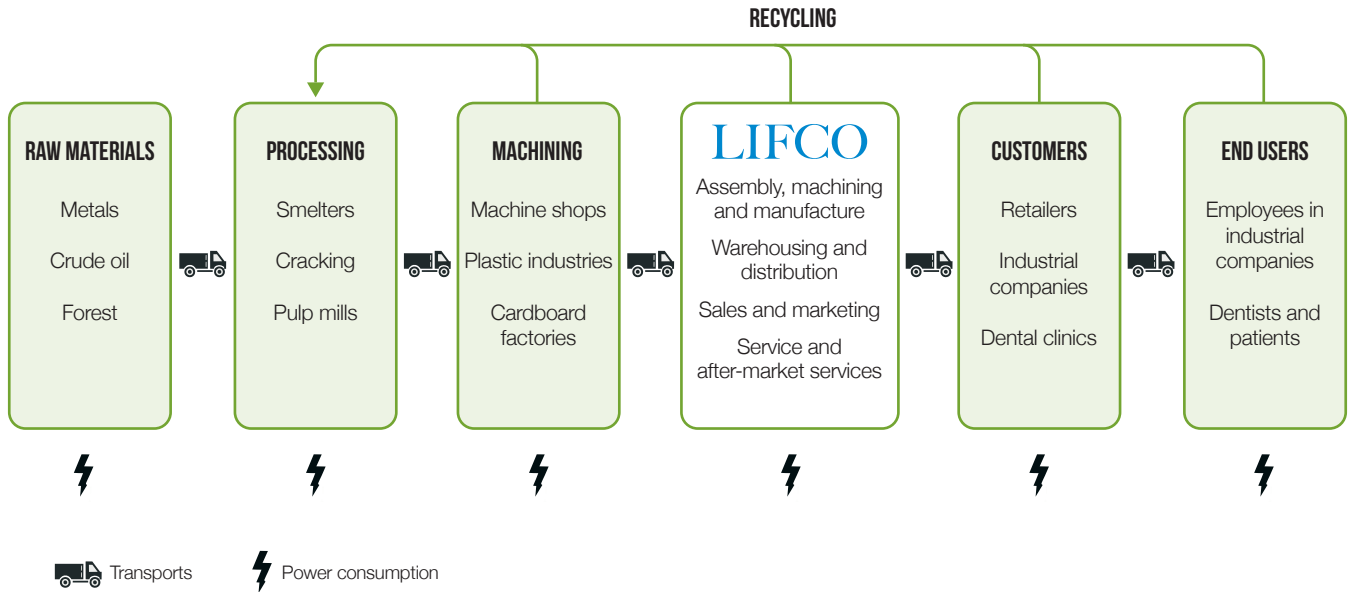 RECYCLING
RAW MATERIALS
Metals
Crude oil
Forest
PROCESSING
Smelters
Cracking
Pulp mills
MACHINING
Machine shops
Plastic industries
Cardboard
factories
LIFCO
Assembly, machining
and manufacture
Warehousing and
distribution
Sales and marketing
Service and
after-market services
CUSTOMERS
Retailers
Industrial
companies
Dental clinics
END USERS
Employees in
industrial
companies
Dentists and
patients
Transports
Power consumption